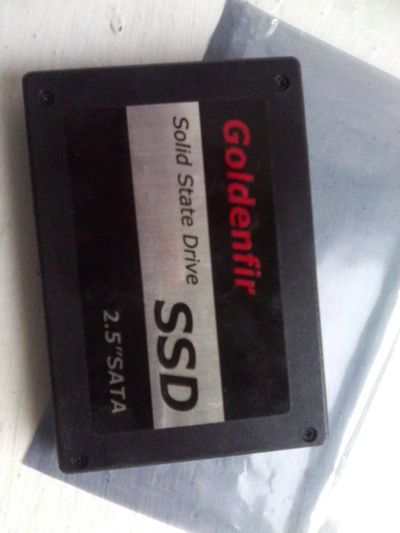 Goldenfir
Solid State Drive
SSD
2.5"SATA